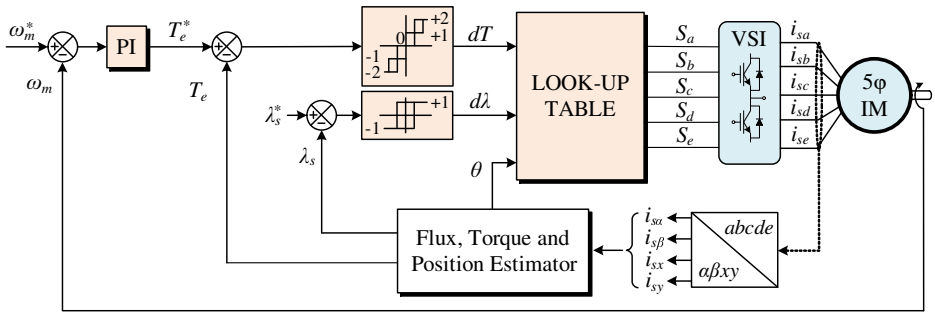 ω*m
PI
T*e
ωm
Te
+2
+1
0
-1
-2
dT
λ*s
λs
+1
-1
dλ
θ
LOOK-UP
TABLE
Sa
Sb
Sc
Sd
Se
VSI
isa
isb
isc
isd
ise
5φ
IM
Flux, Torque and
Position Estimator
isα
isβ
isx
isy
abcde
αβxy